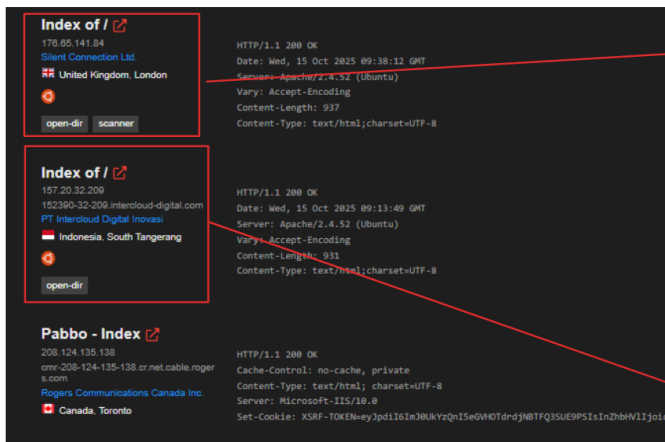 Index of /
176.65.141.84
Silent Connection Ltd.
United Kingdom, London
open-dir scanner
HTTP/1.1 200 OK
Date: Wed, 15 Oct 2025 09:38:12 GMT
Server: Apache/2.4.52 (Ubuntu)
Vary: Accept-Encoding
Content-Length: 937
Content-Type: text/html;charset=UTF-8
Index of /
157.20.32.209
152390-32-209.intercloud-digital.com
PT Intercloud Digital Inovasi
Indonesia, South Tangerang
open-dir
HTTP/1.1 200 OK
Date: Wed, 15 Oct 2025 09:13:49 GMT
Server: Apache/2.4.52 (Ubuntu)
Vary: Accept-Encoding
Content-Length: 931
Content-Type: text/html;charset=UTF-8
Pabbo - Index
208.124.135.138
cmr-208-124-135-138.cr.net.cable.roger
s.com
Rogers Communications Canada Inc.
Canada, Toronto
HTTP/1.1 200 OK
Cache-Control: no-cache, private
Content-Type: text/html; charset=UTF-8
Server: Microsoft-IIS/10.0
Set-Cookie: